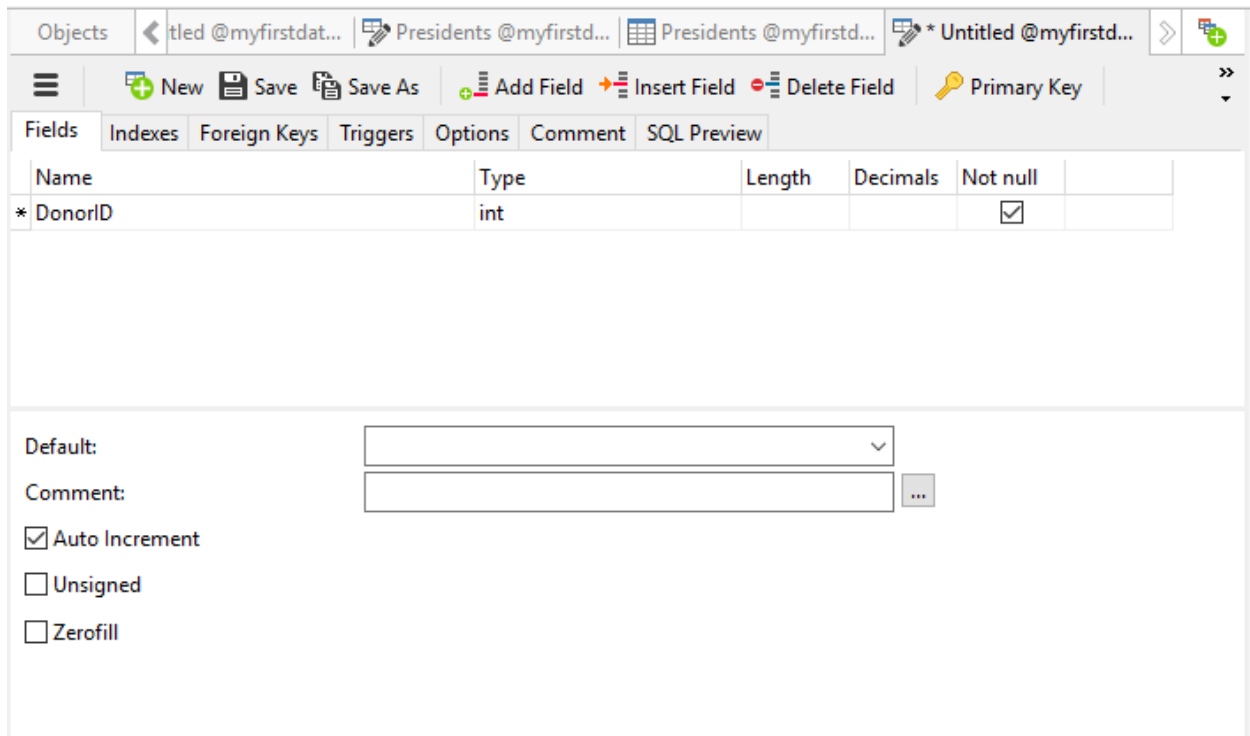 Objects tled @myfirstdat... Presidents @myfirstd... Presidents @myfirstd... * Untitled @myfirstd...
New Save Save As Add Field Insert Field Delete Field Primary Key
Fields Indexes Foreign Keys Triggers Options Comment SQL Preview
Name Type Length Decimals Not null
* DonorID int
Default:
Comment: ...
Auto Increment
Unsigned
Zerofill